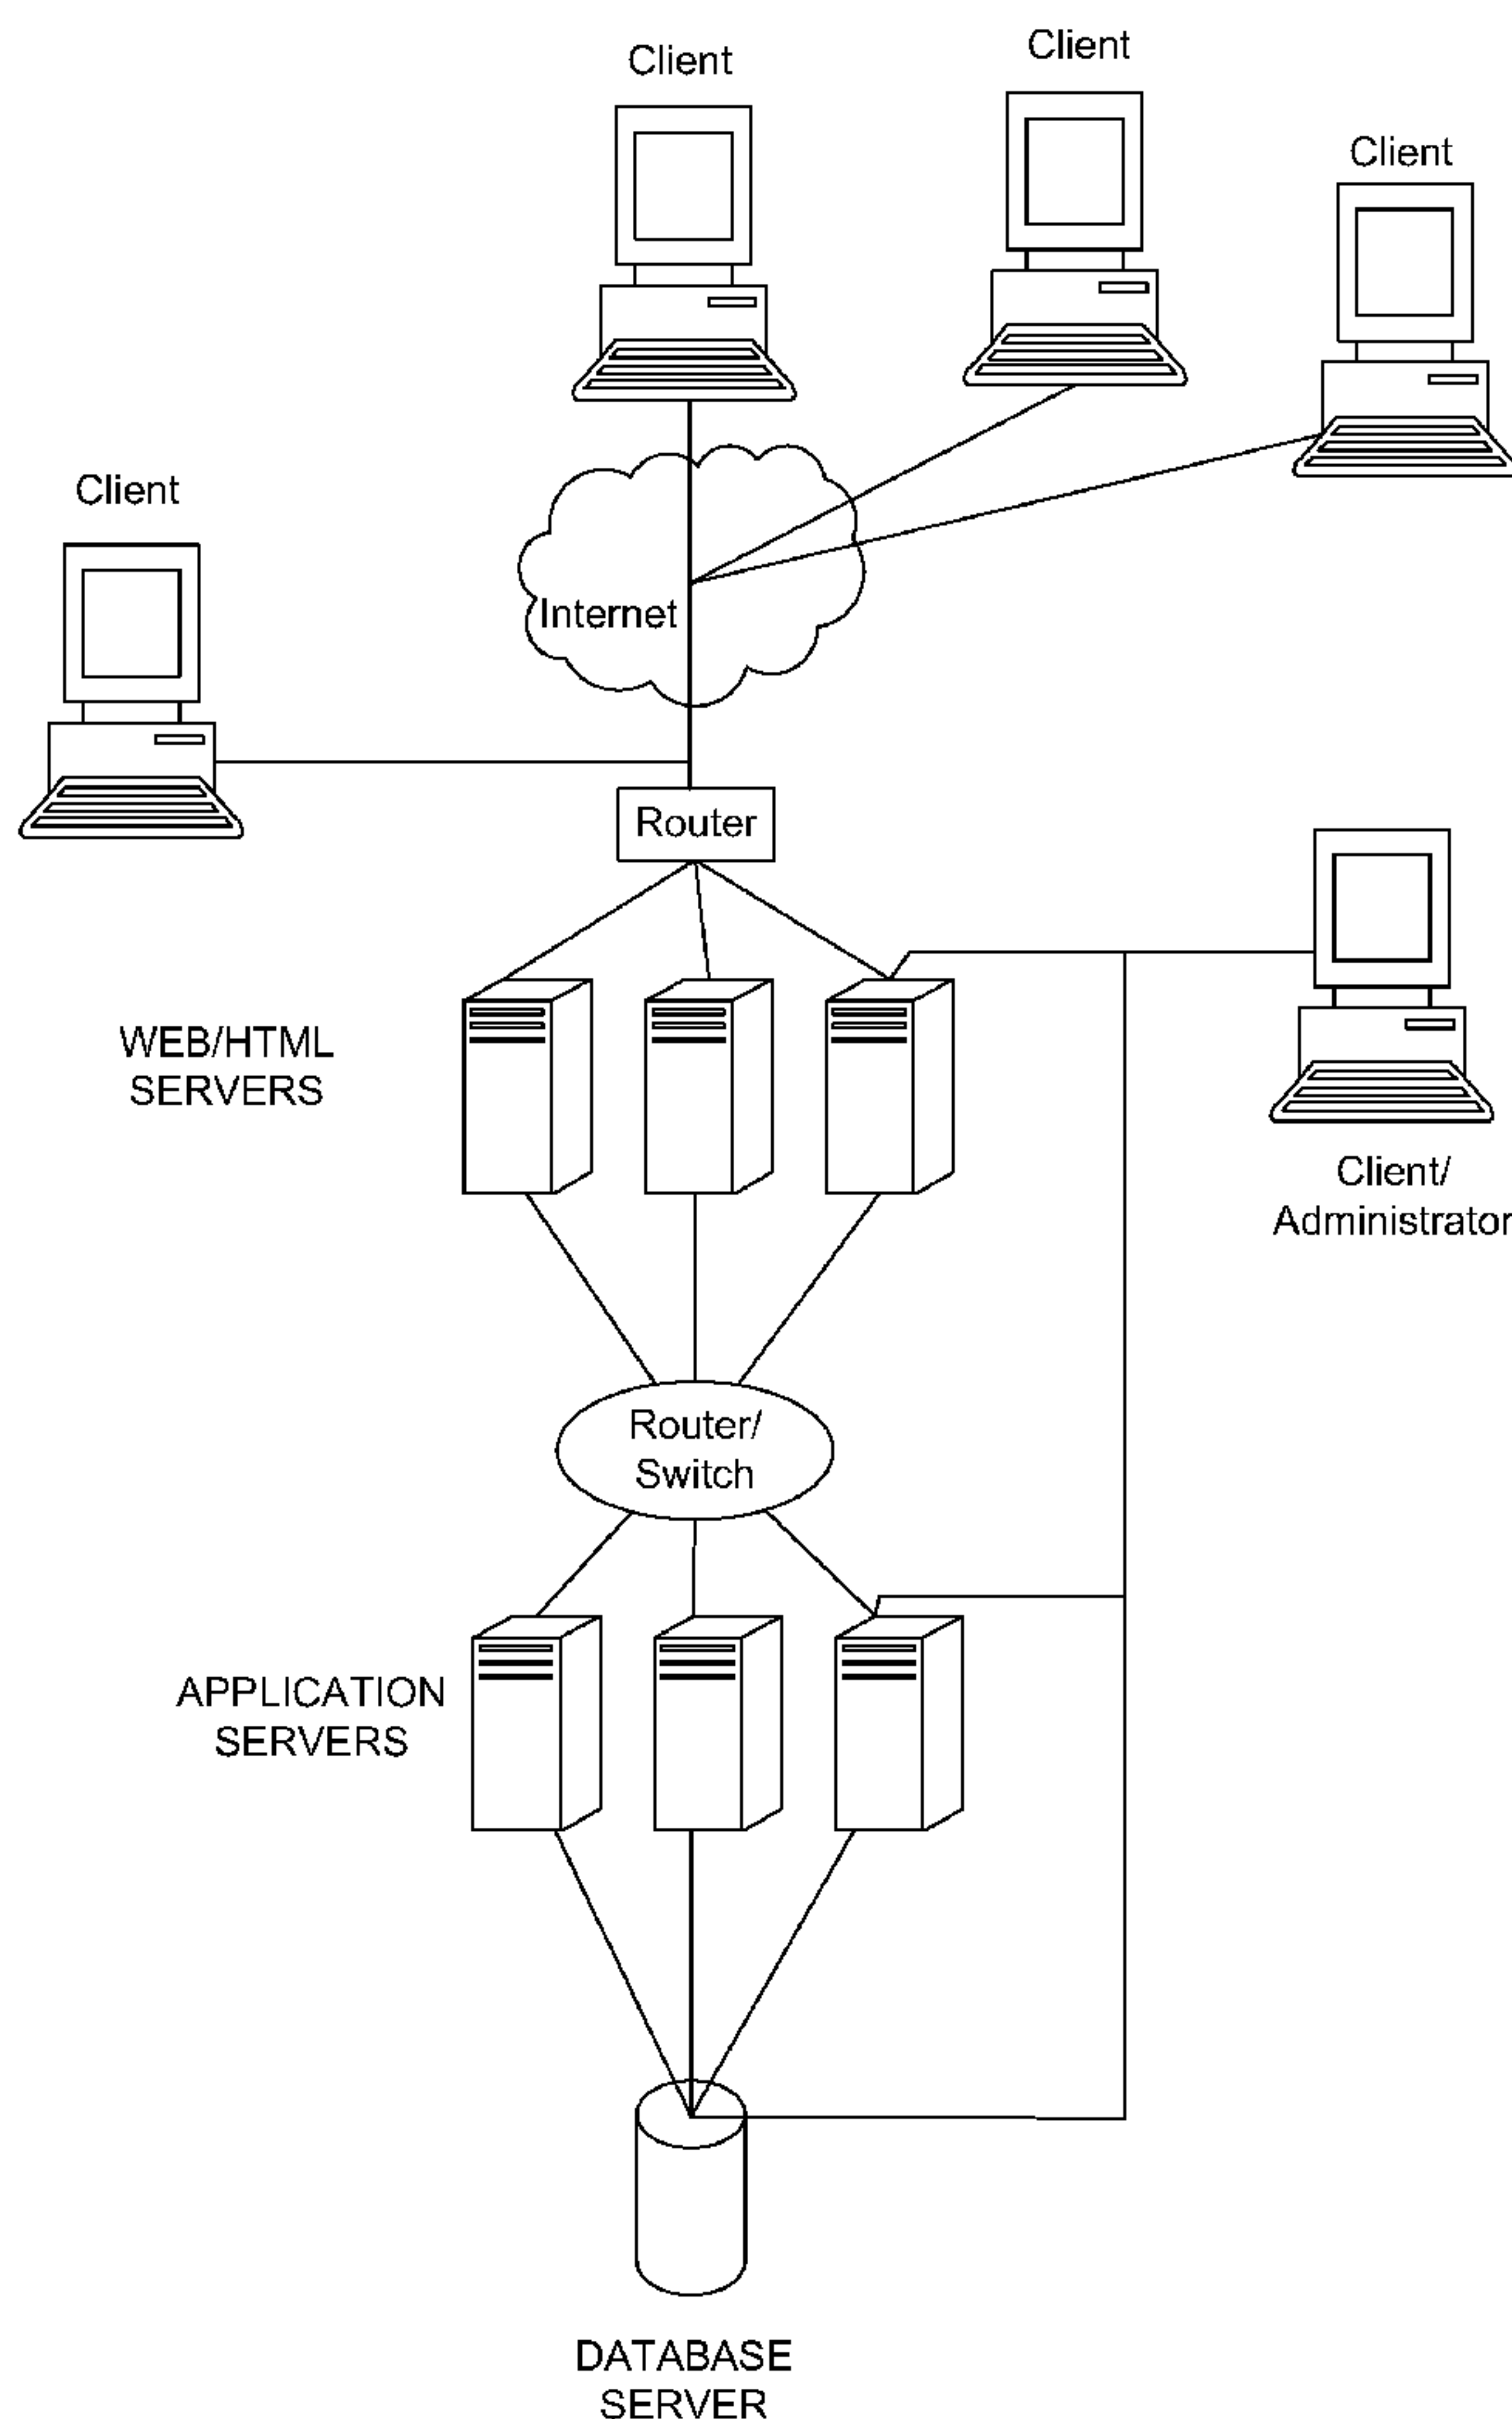 Client
Client
Client
Client
Internet
Router
WEB/HTML
SERVERS
Client/
Administrator
Router/
Switch
APPLICATION
SERVERS
DATABASE
SERVER